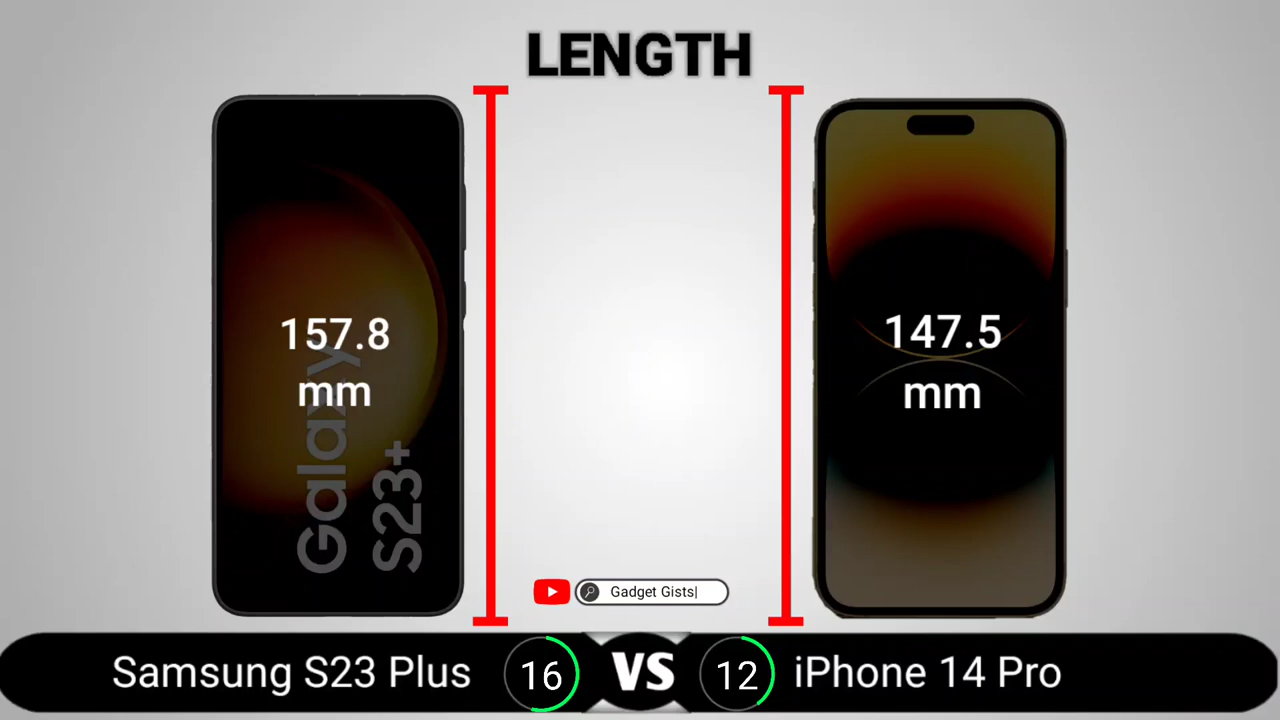 LENGTH
157.8
mm
Galaxy
S23+
147.5
mm
Gadget Gists|
Samsung S23 Plus
16
VS
12
iPhone 14 Pro